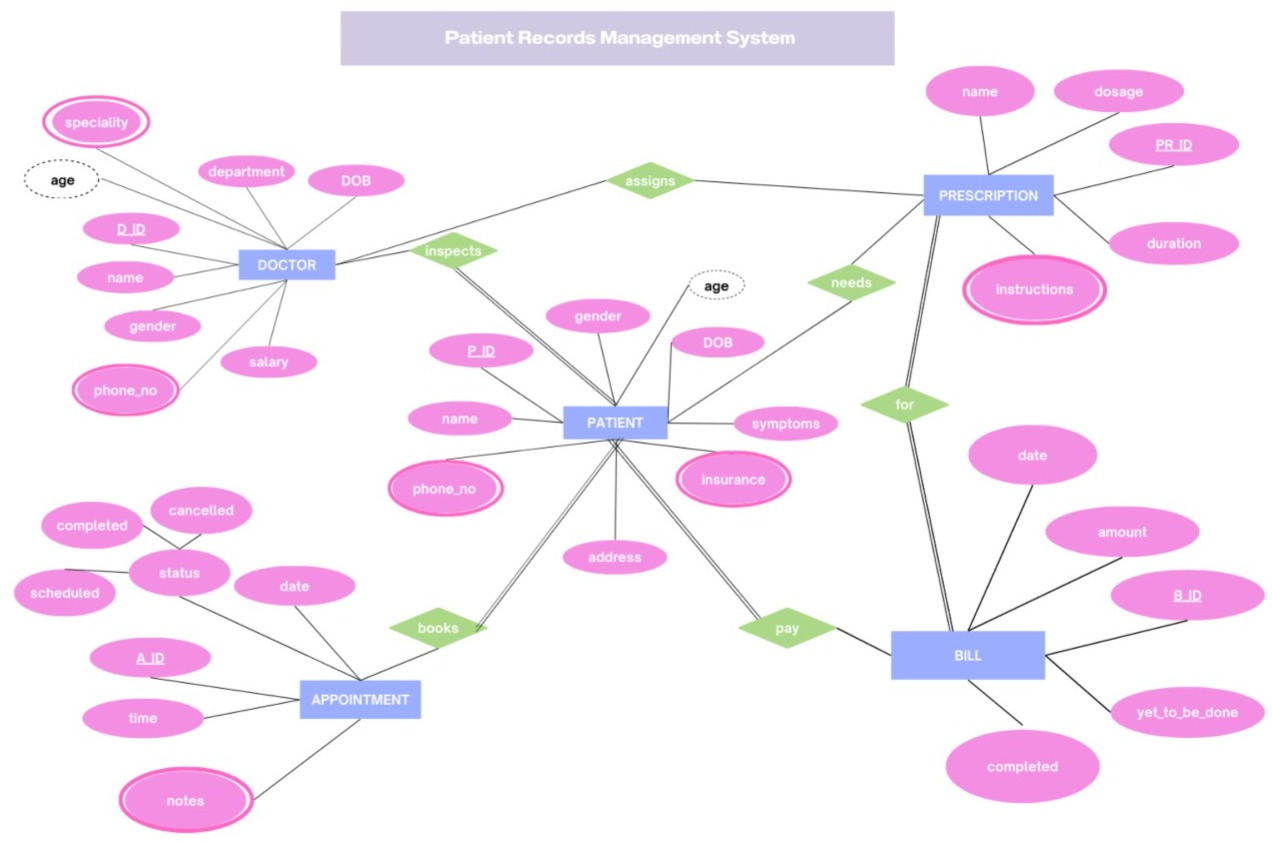 Patient Records Management System
speciality
age
department
DOB
D_ID
DOCTOR
name
gender
salary
phone_no
assigns
inspects
name
dosage
PR_ID
PRESCRIPTION
duration
instructions
needs
age
gender
DOB
P_ID
PATIENT
name
symptoms
phone_no
insurance
address
for
completed
cancelled
scheduled
status
date
A_ID
APPOINTMENT
time
notes
books
pay
date
amount
B_ID
BILL
yet_to_be_done
completed